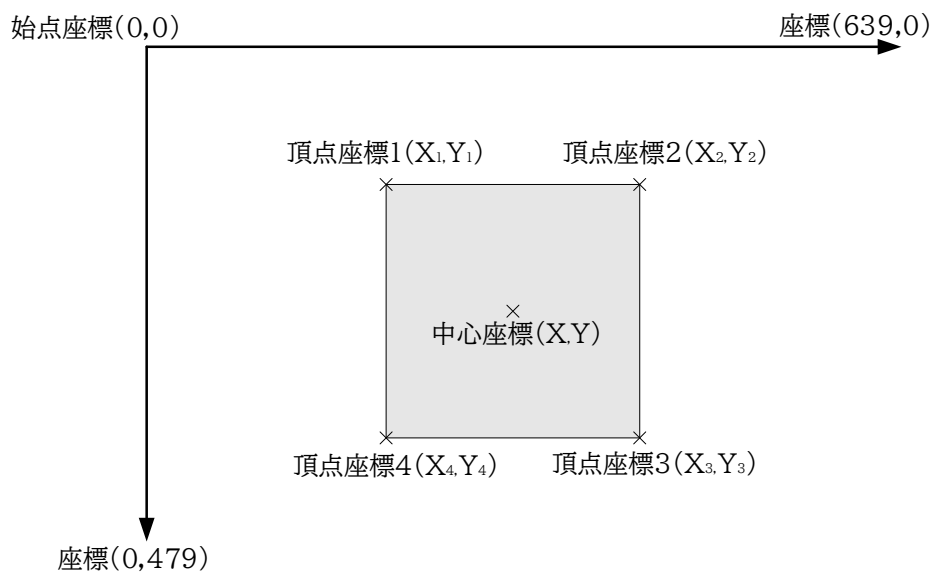 始点座標(0,0)
座標(639,0)
頂点座標1(X₁,Y₁)
頂点座標2(X₂,Y₂)
中心座標(X,Y)
頂点座標4(X₄,Y₄)
頂点座標3(X₃,Y₃)
座標(0,479)